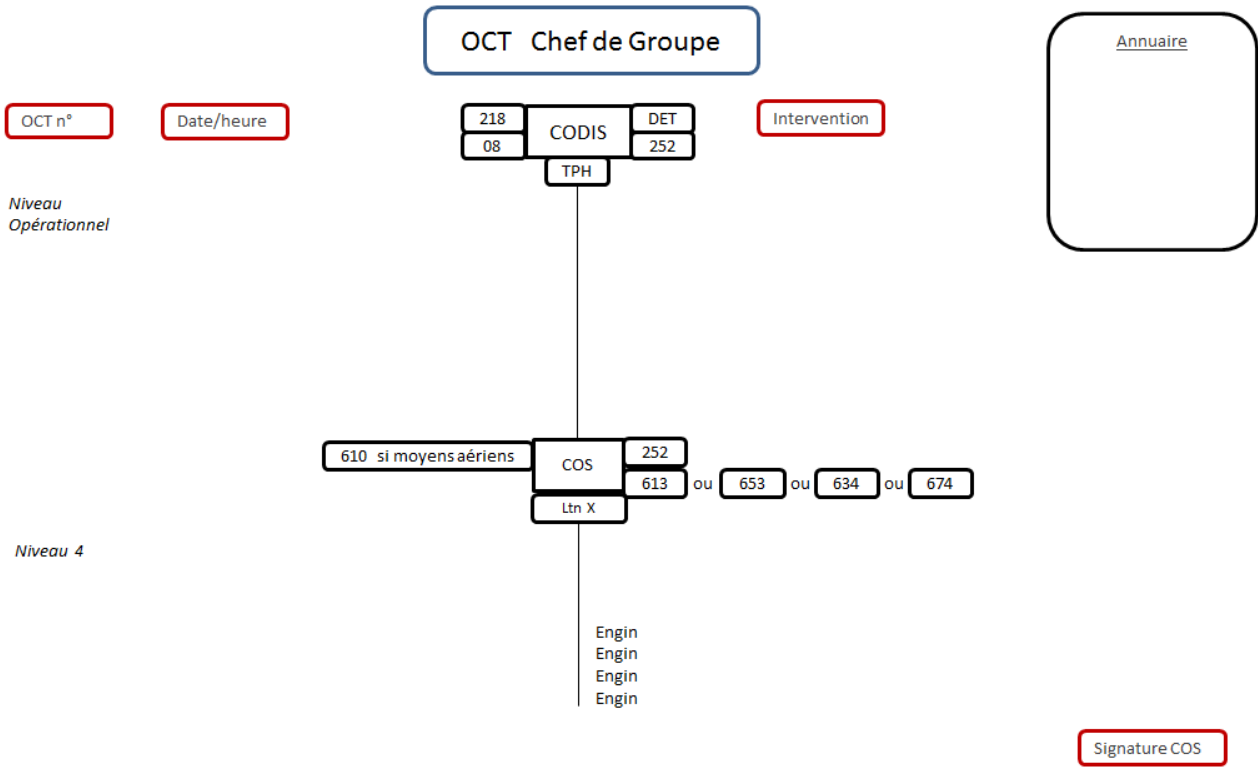 OCT Chef de Groupe
Annuaire
OCT n°
Date/heure
218
CODIS
DET
08
252
TPH
Intervention
Niveau
Opérationnel
610 si moyens aériens
COS
252
613 ou 653 ou 634 ou 674
Ltn X
Niveau 4
Engin
Engin
Engin
Engin
Signature COS